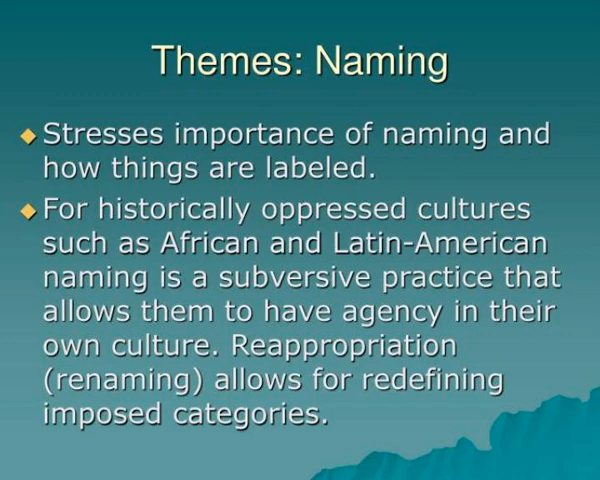 Themes: Naming
Stresses importance of naming and
how things are labeled.
For historically oppressed cultures
such as African and Latin-American
naming is a subversive practice that
allows them to have agency in their
own culture. Reappropriation
(renaming) allows for redefining
imposed categories.